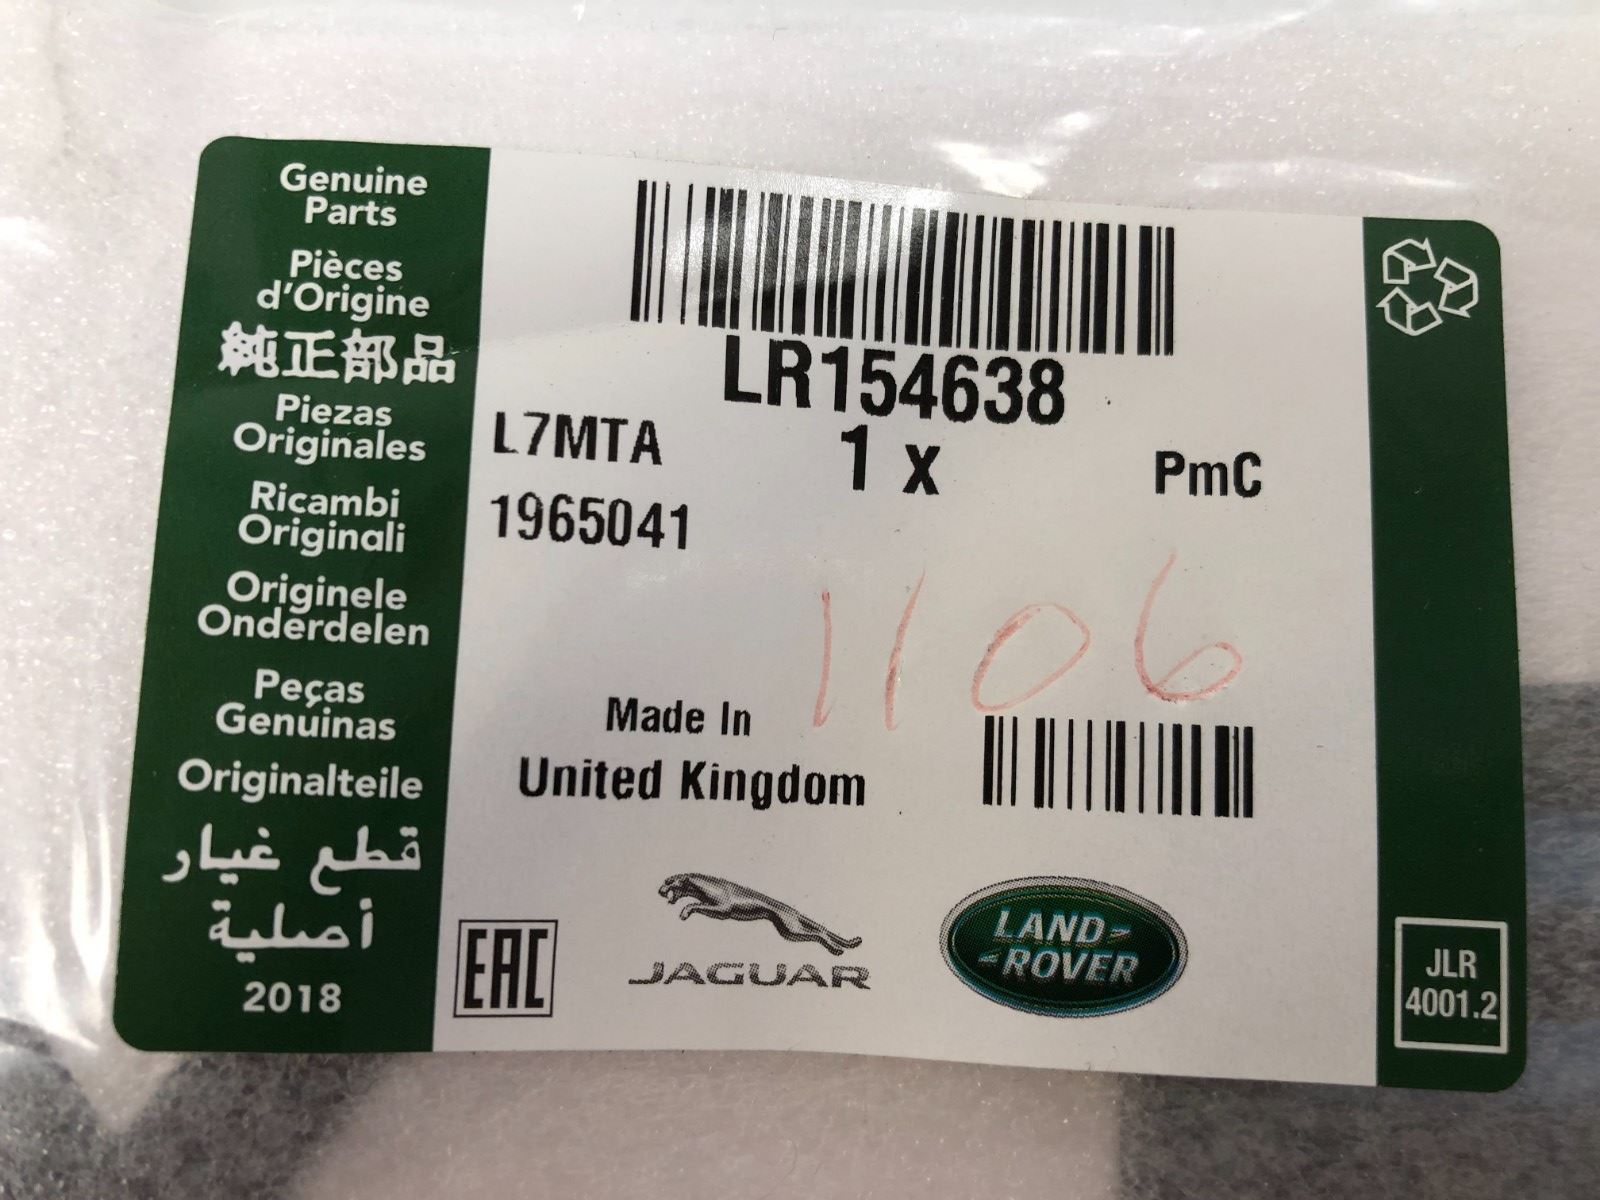 Genuine
Parts
Pièces
d'Origine
純正部品
Piezas
Originales
Ricambi
Originali
Originele
Onderdelen
Peças
Genuinas
Originalteile
قطع غيار
أصلية
2018
LR154638
L7MTA 1 x PmC
1965041
1106
Made In
United Kingdom
EAC
JAGUAR
LAND
ROVER
JLR
4001.2